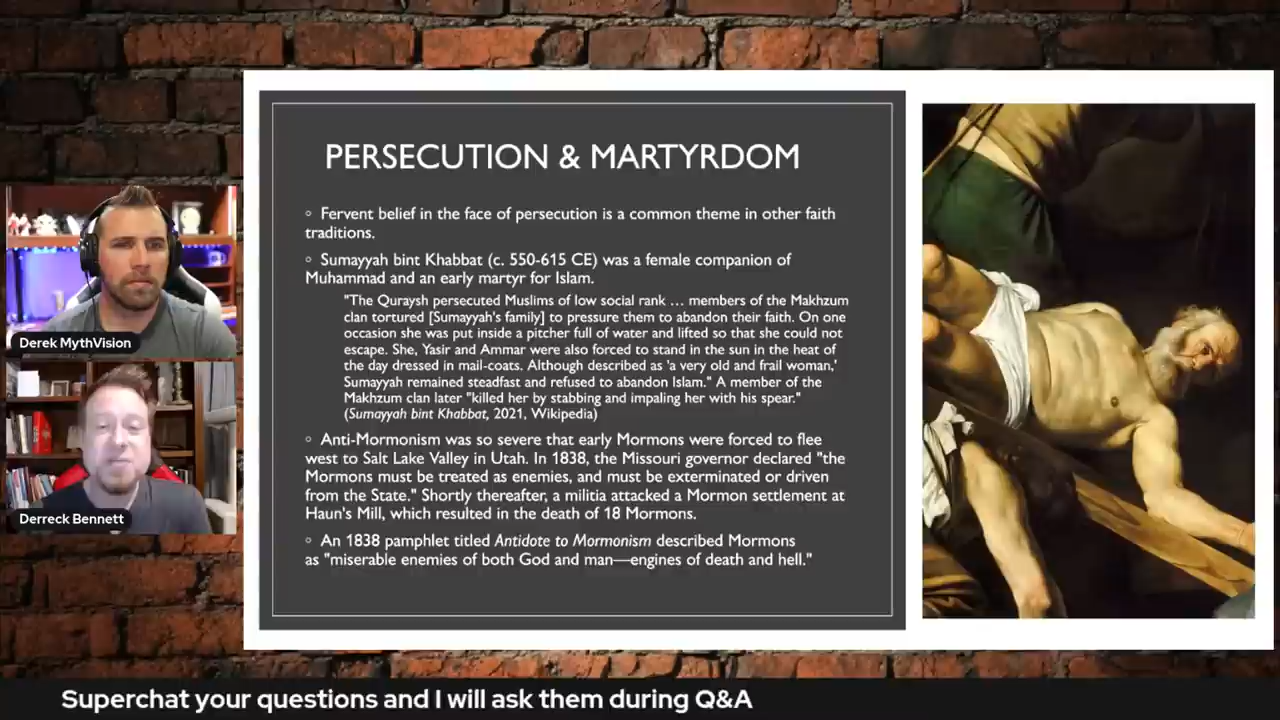 PERSECUTION & MARTYRDOM
◦ Fervent belief in the face of persecution is a common theme in other faith
traditions.
◦ Sumayyah bint Khabbat (c. 550-615 CE) was a female companion of
Muhammad and an early martyr for Islam.
"The Quraysh persecuted Muslims of low social rank … members of the Makhzum
clan tortured [Sumayyah's family] to pressure them to abandon their faith. On one
occasion she was put inside a pitcher full of water and lifted so that she could not
escape. She, Yasir and Ammar were also forced to stand in the sun in the heat of
the day dressed in mail-coats. Although described as 'a very old and frail woman,'
Sumayyah remained steadfast and refused to abandon Islam." A member of the
Makhzum clan later "killed her by stabbing and impaling her with his spear."
(Sumayyah bint Khabbat, 2021, Wikipedia)
◦ Anti-Mormonism was so severe that early Mormons were forced to flee
west to Salt Lake Valley in Utah. In 1838, the Missouri governor declared "the
Mormons must be treated as enemies, and must be exterminated or driven
from the State." Shortly thereafter, a militia attacked a Mormon settlement at
Haun's Mill, which resulted in the death of 18 Mormons.
◦ An 1838 pamphlet titled Antidote to Mormonism described Mormons
as "miserable enemies of both God and man—engines of death and hell."
Derek MythVision
Derreck Bennett
Superchat your questions and I will ask them during Q&A